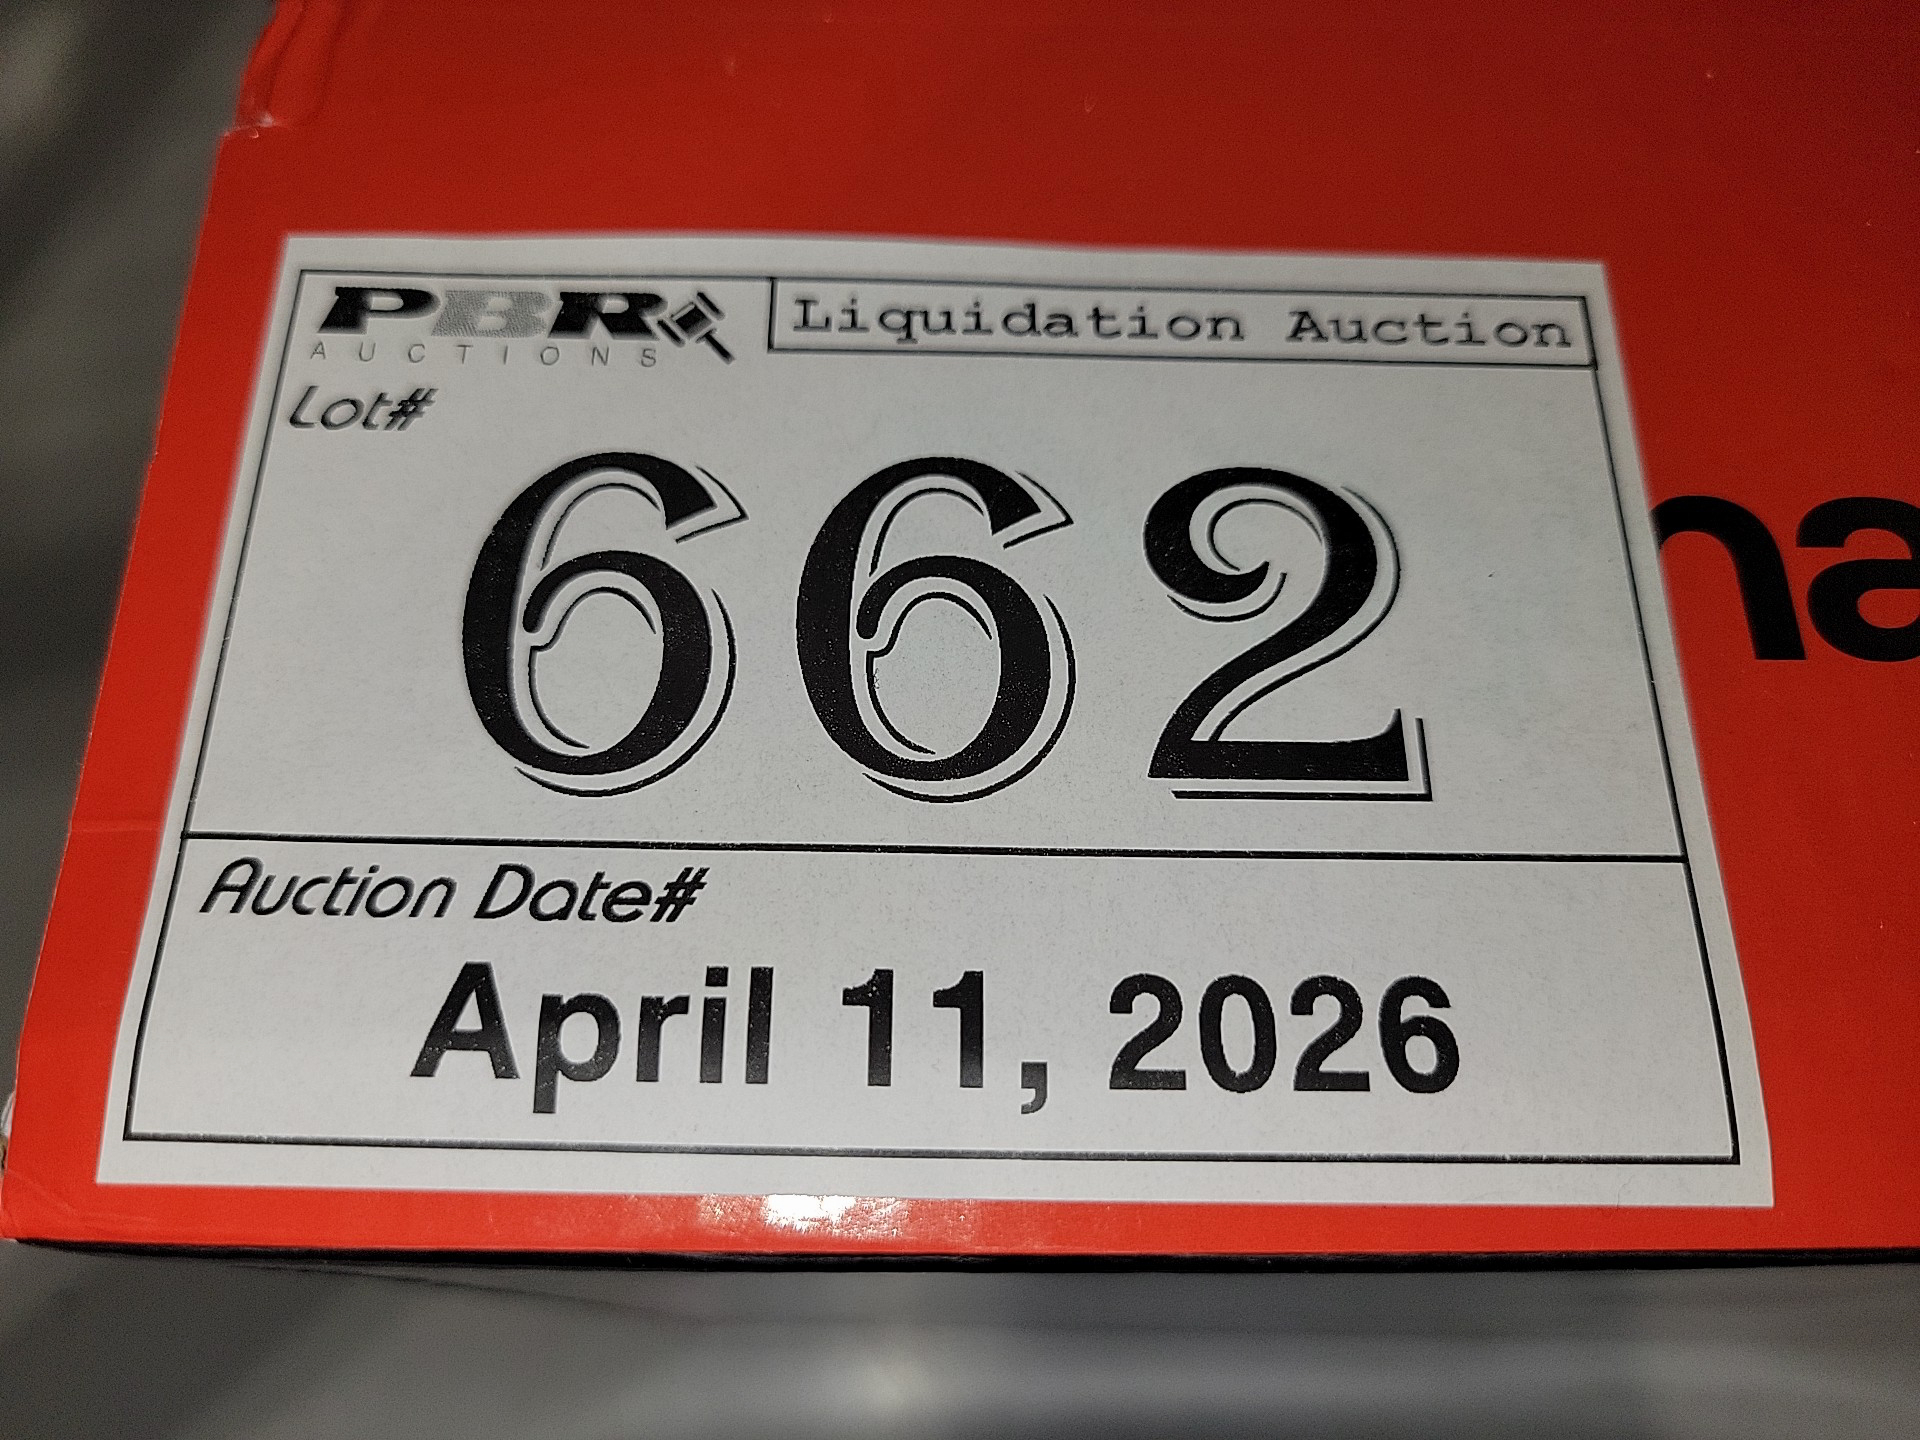 PBR
AUCTIONS
Liquidation Auction
Lot#
662
Auction Date#
April 11, 2026